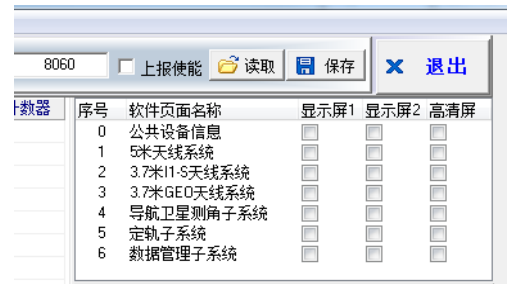 8060 上报使能 读取 保存 退出
数器 序号 软件页面名称 显示屏1 显示屏2 高清屏
0 公共设备信息
1 5米天线系统
2 3.7米I1-S天线系统
3 3.7米GEO天线系统
4 导航卫星测角子系统
5 定轨子系统
6 数据管理子系统